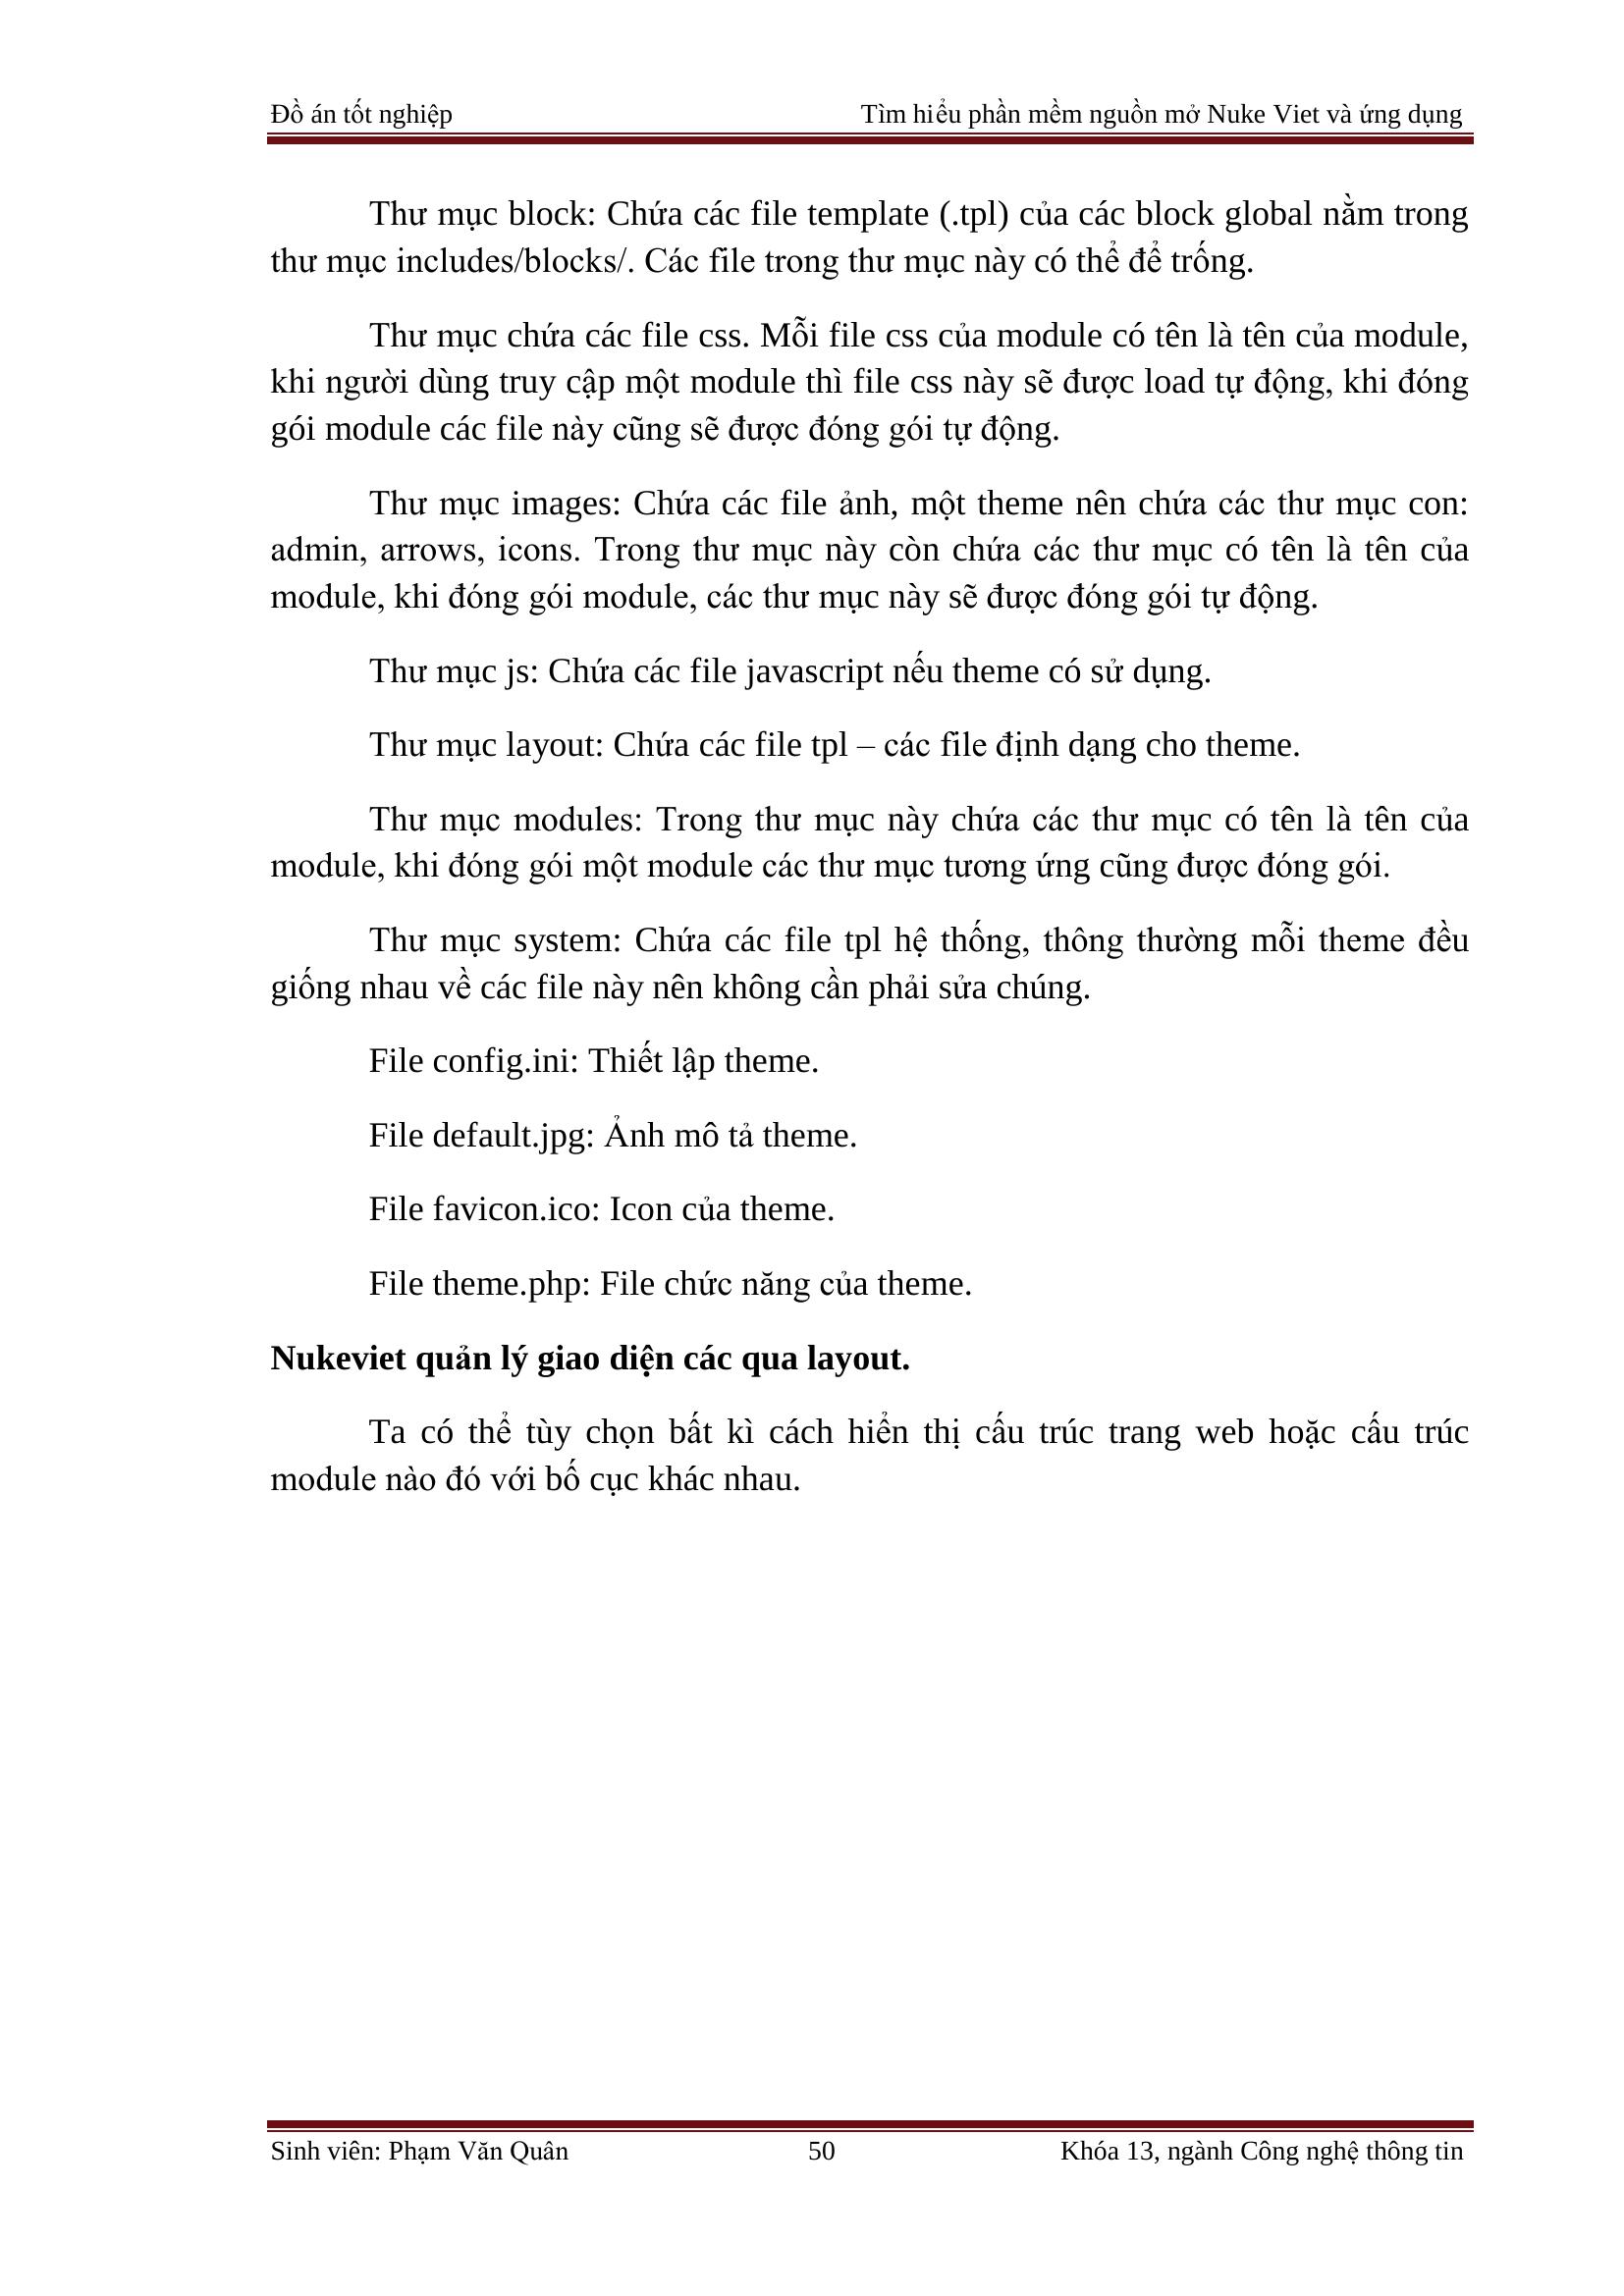 Đồ án tốt nghiệp Tìm hiểu phần mềm nguồn mở Nuke Viet và ứng dụng
Thư mục block: Chứa các file template (.tpl) của các block global nằm trong
thư mục includes/blocks/. Các file trong thư mục này có thể để trống.
Thư mục chứa các file css. Mỗi file css của module có tên là tên của module,
khi người dùng truy cập một module thì file css này sẽ được load tự động, khi đóng
gói module các file này cũng sẽ được đóng gói tự động.
Thư mục images: Chứa các file ảnh, một theme nên chứa các thư mục con:
admin, arrows, icons. Trong thư mục này còn chứa các thư mục có tên là tên của
module, khi đóng gói module, các thư mục này sẽ được đóng gói tự động.
Thư mục js: Chứa các file javascript nếu theme có sử dụng.
Thư mục layout: Chứa các file tpl – các file định dạng cho theme.
Thư mục modules: Trong thư mục này chứa các thư mục có tên là tên của
module, khi đóng gói một module các thư mục tương ứng cũng được đóng gói.
Thư mục system: Chứa các file tpl hệ thống, thông thường mỗi theme đều
giống nhau về các file này nên không cần phải sửa chúng.
File config.ini: Thiết lập theme.
File default.jpg: Ảnh mô tả theme.
File favicon.ico: Icon của theme.
File theme.php: File chức năng của theme.
Nukeviet quản lý giao diện các qua layout.
Ta có thể tùy chọn bất kì cách hiển thị cấu trúc trang web hoặc cấu trúc
module nào đó với bố cục khác nhau.
Sinh viên: Phạm Văn Quân 50 Khóa 13, ngành Công nghệ thông tin